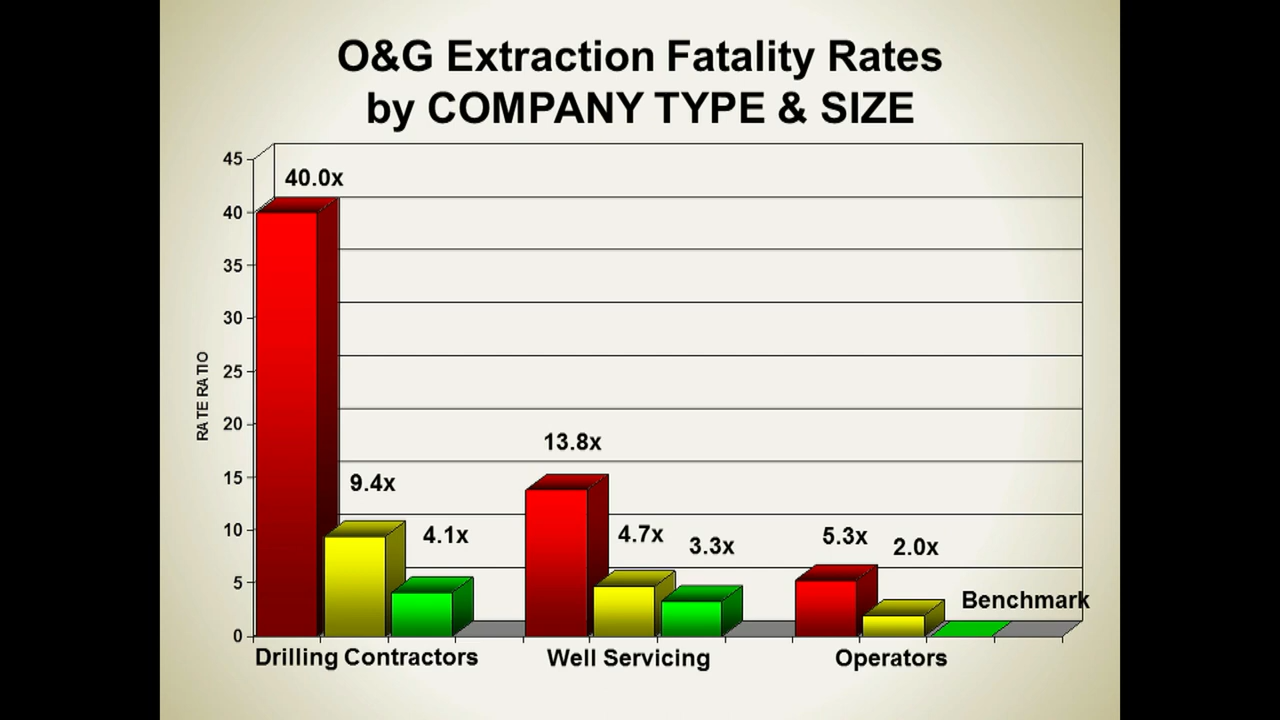 O&G Extraction Fatality Rates
by COMPANY TYPE & SIZE
RATE RATIO
45
40
35
30
25
20
15
10
5
0
40.0x
9.4x
4.1x
13.8x
4.7x
3.3x
5.3x
2.0x
Benchmark
Drilling Contractors
Well Servicing
Operators